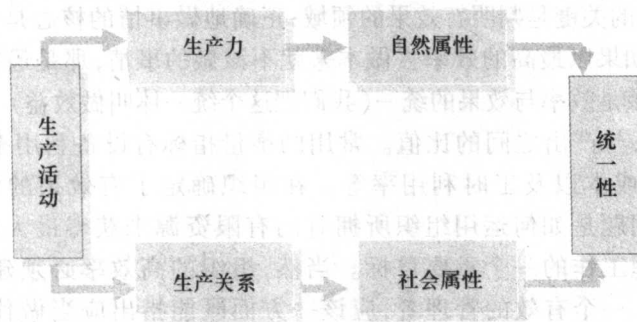 生产活动
生产力
自然属性
生产关系
社会属性
统一性